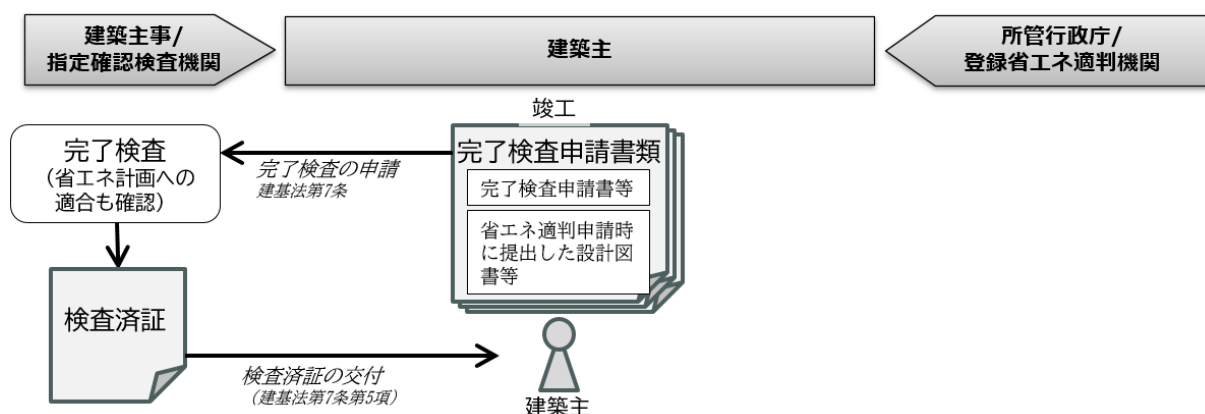 建築主事/
指定確認検査機関
建築主
所管行政庁/
登録省エネ適判機関
竣工
完了検査
（省エネ計画への
適合も確認）
完了検査の申請
建基法第7条
完了検査申請書類
完了検査申請書等
省エネ適判申請時
に提出した設計図
書等
検査済証
検査済証の交付
（建基法第7条第5項）
建築主